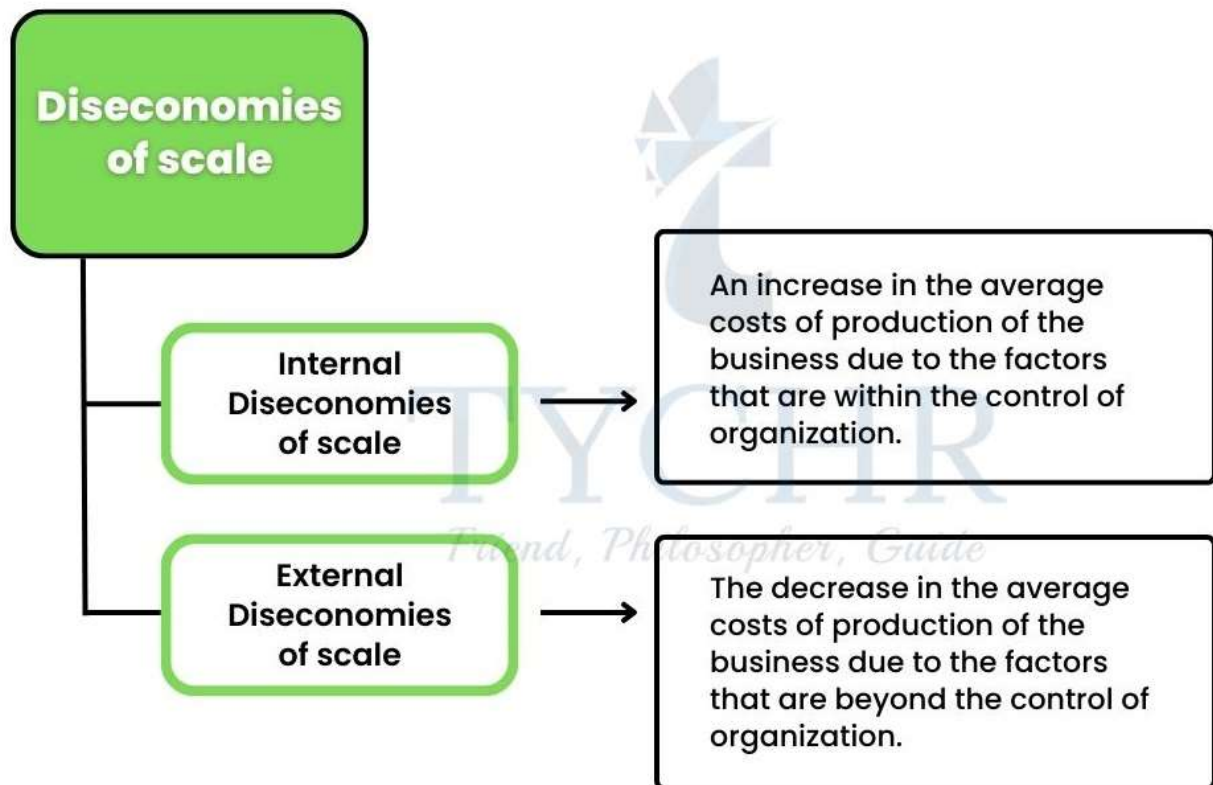 Diseconomies
of scale
Internal
Diseconomies
of scale
An increase in the average
costs of production of the
business due to the factors
that are within the control of
organization.
External
Diseconomies
of scale
The decrease in the average
costs of production of the
business due to the factors
that are beyond the control of
organization.
TYCHR
Friend, Philosopher, Guide